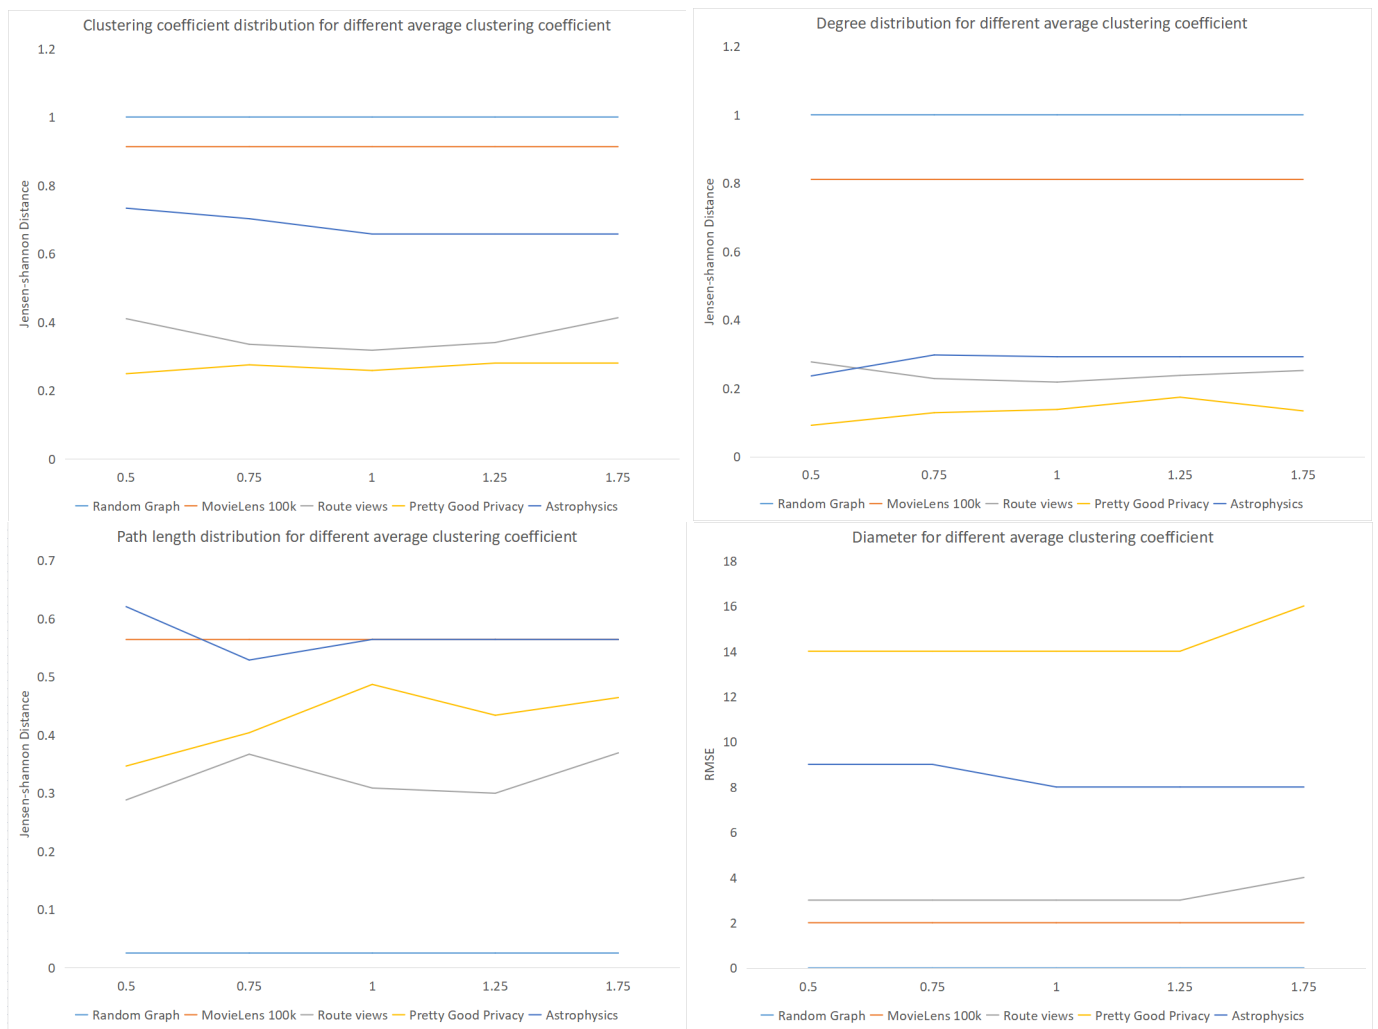 Clustering coefficient distribution for different average clustering coefficient
1.2
1
0.8
0.6
0.4
0.2
0
Jensen-shannon Distance
0.5 0.75 1 1.25 1.75
Random Graph MovieLens 100k Route views Pretty Good Privacy Astrophysics
Degree distribution for different average clustering coefficient
1.2
1
0.8
0.6
0.4
0.2
0
Jensen-shannon Distance
0.5 0.75 1 1.25 1.75
Random Graph MovieLens 100k Route views Pretty Good Privacy Astrophysics
Path length distribution for different average clustering coefficient
0.7
0.6
0.5
0.4
0.3
0.2
0.1
0
Jensen-shannon Distance
0.5 0.75 1 1.25 1.75
Random Graph MovieLens 100k Route views Pretty Good Privacy Astrophysics
Diameter for different average clustering coefficient
18
16
14
12
10
8
6
4
2
0
RMSE
0.5 0.75 1 1.25 1.75
Random Graph MovieLens 100k Route views Pretty Good Privacy Astrophysics